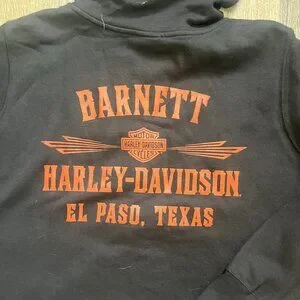 BARNETT
MOTOR
HARLEY-DAVIDSON
CYCLES
HARLEY-DAVIDSON
EL PASO, TEXAS